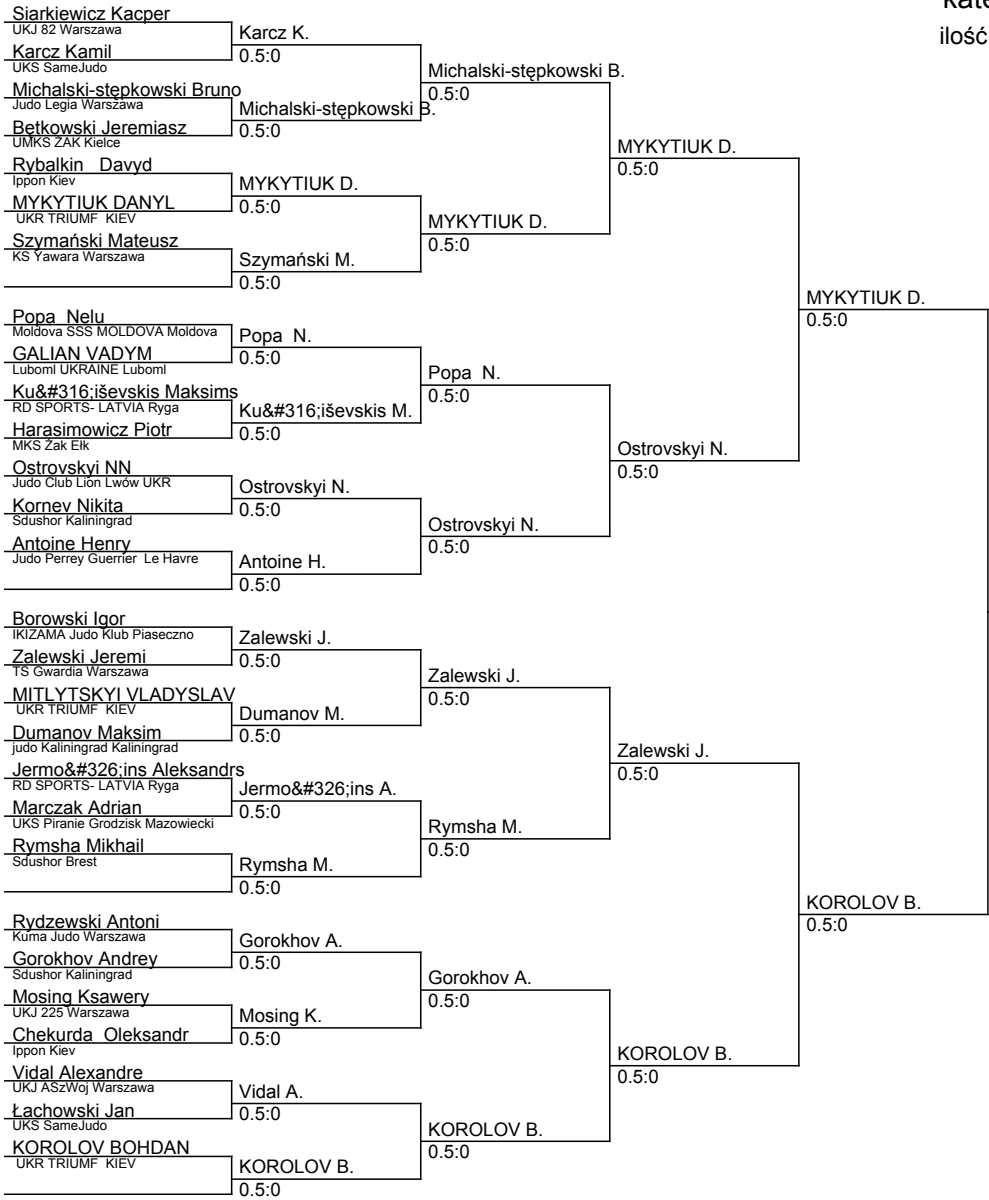 kate
ilość
Siarkiewicz Kacper
UKJ 82 Warszawa
Karcz Kamil
UKS SameJudo
Michalski-stępkowski Bruno
Judo Legia Warszawa
Bętkowski Jeremiasz
UMKS ŻAK Kielce
Rybalkin Davyd
Ippon Kiev
MYKYTIUK DANYL
UKR TRIUMF KIEV
Szymański Mateusz
KS Yawara Warszawa
Popa Nelu
Moldova SSS MOLDOVA Moldova
GALIAN VADYM
Luboml UKRAINE Luboml
Ku&#316;iševskis Maksims
RD SPORTS- LATVIA Ryga
Harasimowicz Piotr
MKS Żak Ełk
Ostrovskyi NN
Judo Club Lion Lwów UKR
Kornev Nikita
Sdushor Kaliningrad
Antoine Henry
Judo Perrey Guerrier Le Havre
Borowski Igor
IKIZAMA Judo Klub Piaseczno
Zalewski Jeremi
TS Gwardia Warszawa
MITLYTSKYI VLADYSLAV
UKR TRIUMF KIEV
Dumanov Maksim
judo Kaliningrad Kaliningrad
Jermo&#326;ins Aleksandrs
RD SPORTS- LATVIA Ryga
Marczak Adrian
UKS Piranie Grodzisk Mazowiecki
Rymsha Mikhail
Sdushor Brest
Rydzewski Antoni
Kuma Judo Warszawa
Gorokhov Andrey
Sdushor Kaliningrad
Mosing Ksawery
UKJ 225 Warszawa
Chekurda Oleksandr
Ippon Kiev
Vidal Alexandre
UKJ ASzWoj Warszawa
Łachowski Jan
UKS SameJudo
KOROLOV BOHDAN
UKR TRIUMF KIEV
Karcz K.
0.5:0
Michalski-stępkowski B.
0.5:0
MYKYTIUK D.
0.5:0
Szymański M.
0.5:0
Popa N.
0.5:0
Ku&#316;iševskis M.
0.5:0
Ostrovskyi N.
0.5:0
Antoine H.
0.5:0
Zalewski J.
0.5:0
Dumanov M.
0.5:0
Jermo&#326;ins A.
0.5:0
Rymsha M.
0.5:0
Gorokhov A.
0.5:0
Mosing K.
0.5:0
Vidal A.
0.5:0
KOROLOV B.
0.5:0
Michalski-stępkowski B.
0.5:0
MYKYTIUK D.
0.5:0
Popa N.
0.5:0
Ostrovskyi N.
0.5:0
Zalewski J.
0.5:0
Rymsha M.
0.5:0
Gorokhov A.
0.5:0
KOROLOV B.
0.5:0
MYKYTIUK D.
0.5:0
Ostrovskyi N.
0.5:0
Zalewski J.
0.5:0
KOROLOV B.
0.5:0
MYKYTIUK D.
0.5:0
KOROLOV B.
0.5:0